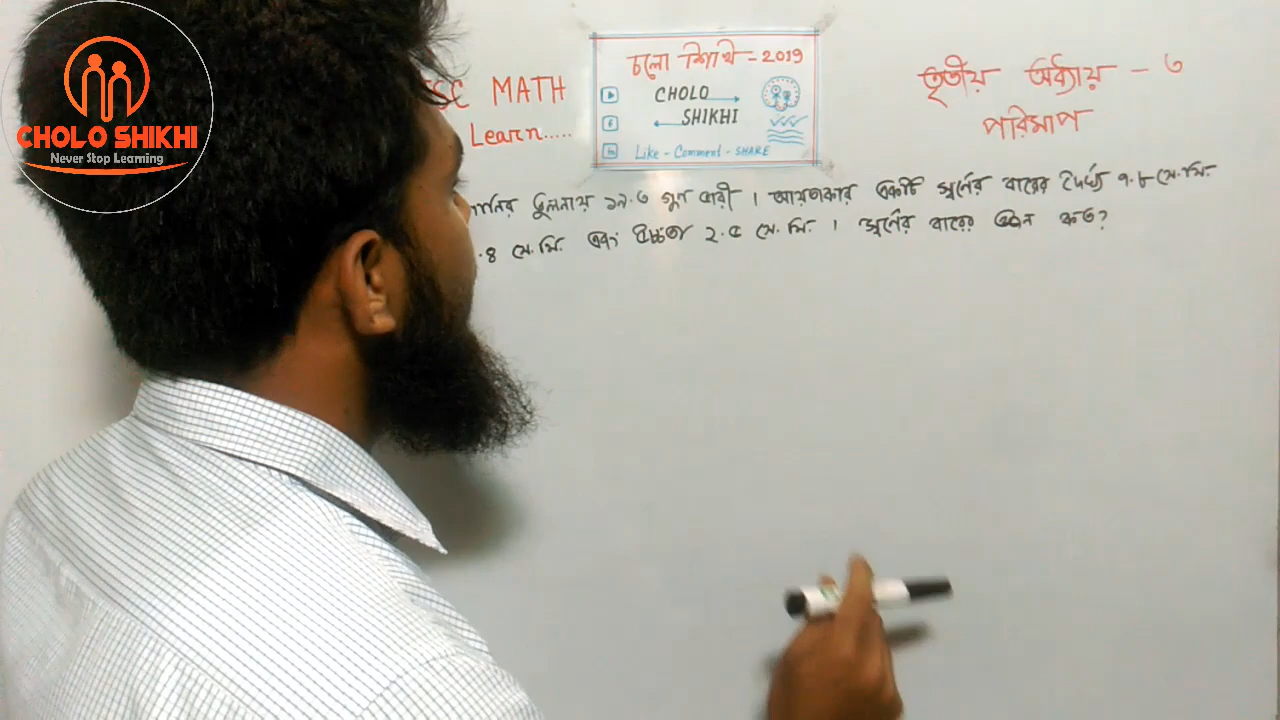 CHOLO SHIKHI
Never Stop Learning
MATH
Learn.....
চলো শিখি - 2019
CHOLO
SHIKHI
Like - Comment - SHARE
তৃতীয় অধ্যায় - ৩
পরিমাপ
তুলনায় ১৯.৩ গুণ ভারী । আয়তাকার একটি স্বর্নের বারের দৈর্ঘ্য ৭.৮ সে.মি.
.৪ সে.মি. এবং উচ্চতা ২.৫ সে.মি. । স্বর্নের বারের ওজন কত?